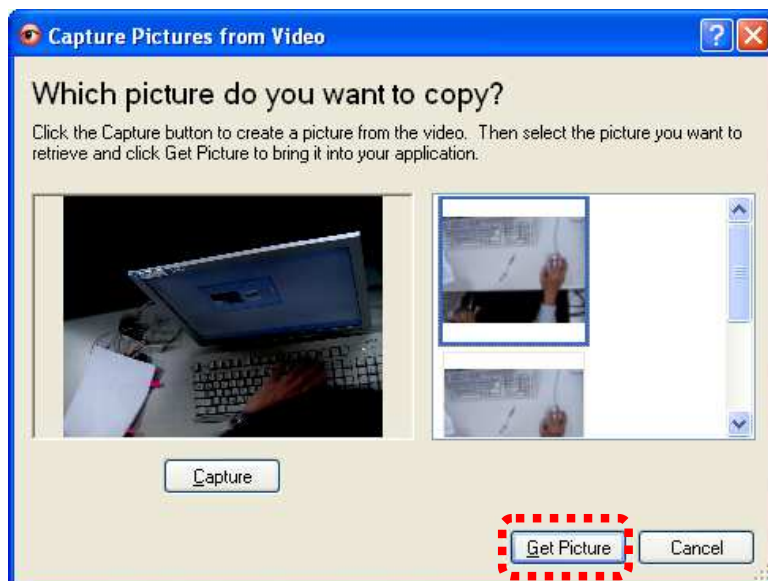 Capture Pictures from Video
Which picture do you want to copy?
Click the Capture button to create a picture from the video. Then select the picture you want to
retrieve and click Get Picture to bring it into your application.
Capture
Get Picture
Cancel